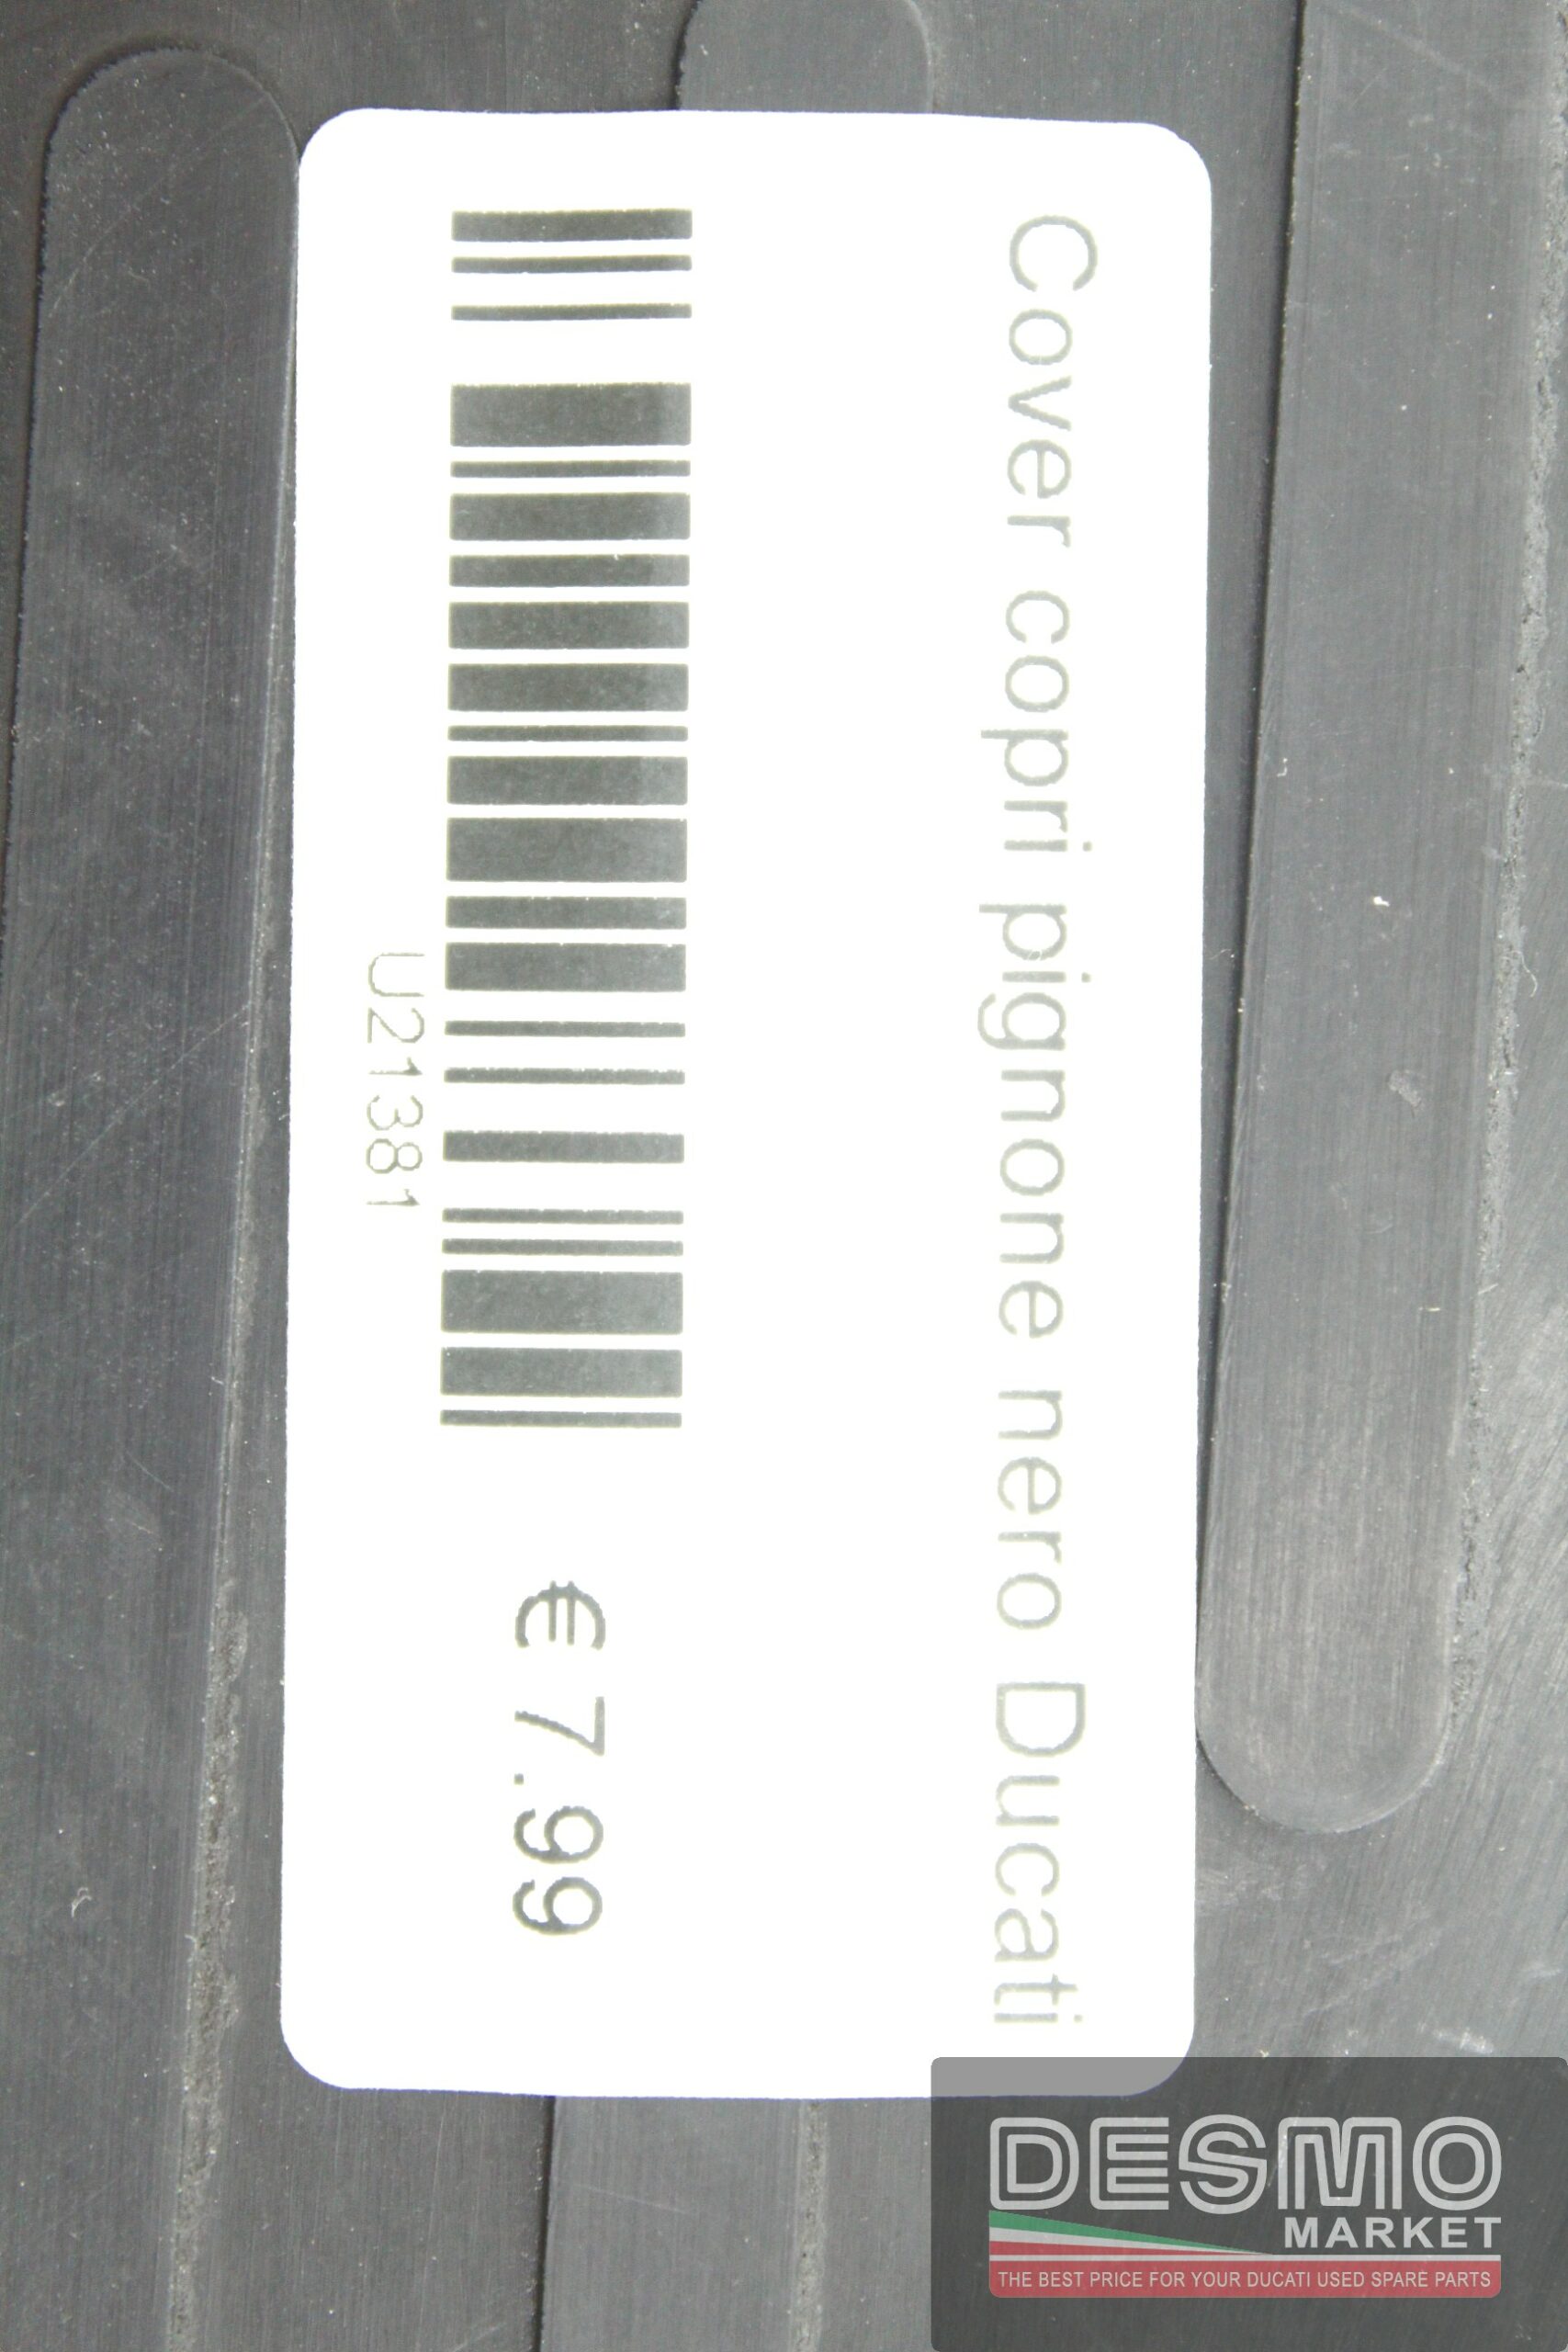 Cover copri pignone nero Ducati
€ 7.99
U21381
DESMO
MARKET
THE BEST PRICE FOR YOUR DUCATI USED SPARE PARTS